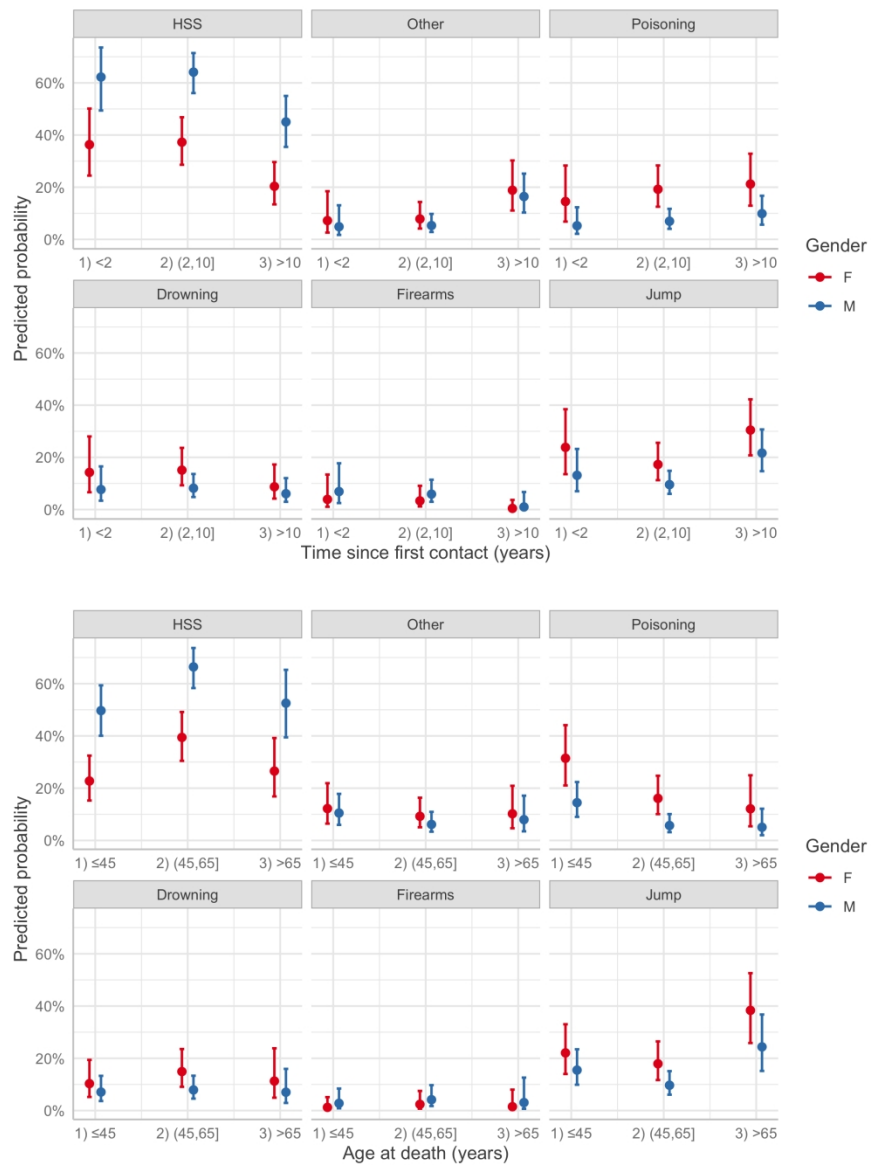 HSS Other Poisoning
60%
40%
20%
0%
1) <2 2) (2,10] 3) >10 1) <2 2) (2,10] 3) >10 1) <2 2) (2,10] 3) >10
Drowning Firearms Jump
60%
40%
20%
0%
1) <2 2) (2,10] 3) >10 1) <2 2) (2,10] 3) >10 1) <2 2) (2,10] 3) >10
Time since first contact (years)
Predicted probability
Gender
F
M
HSS Other Poisoning
60%
40%
20%
0%
1) ≤45 2) (45,65] 3) >65 1) ≤45 2) (45,65] 3) >65 1) ≤45 2) (45,65] 3) >65
Drowning Firearms Jump
60%
40%
20%
0%
1) ≤45 2) (45,65] 3) >65 1) ≤45 2) (45,65] 3) >65 1) ≤45 2) (45,65] 3) >65
Age at death (years)
Predicted probability
Gender
F
M